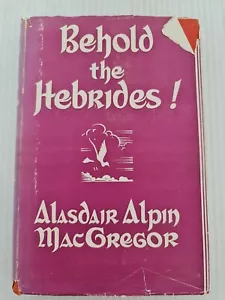 Behold
the
Hebrides!
Alasdair Alpin
MacGregor